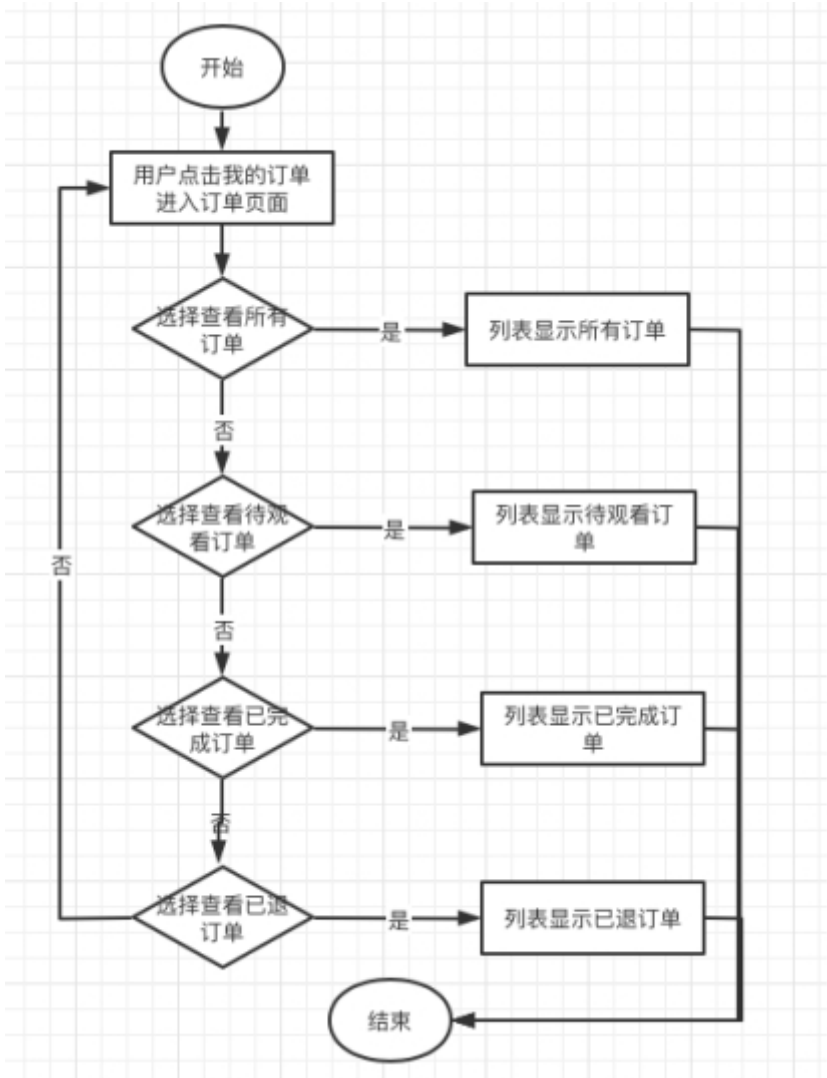 开始
用户点击我的订单
进入订单页面
选择查看所有
订单
是
列表显示所有订单
否
选择查看待观
看订单
是
列表显示待观看订
单
否
否
选择查看已完
成订单
是
列表显示已完成订
单
否
选择查看已退
订单
是
列表显示已退订单
结束